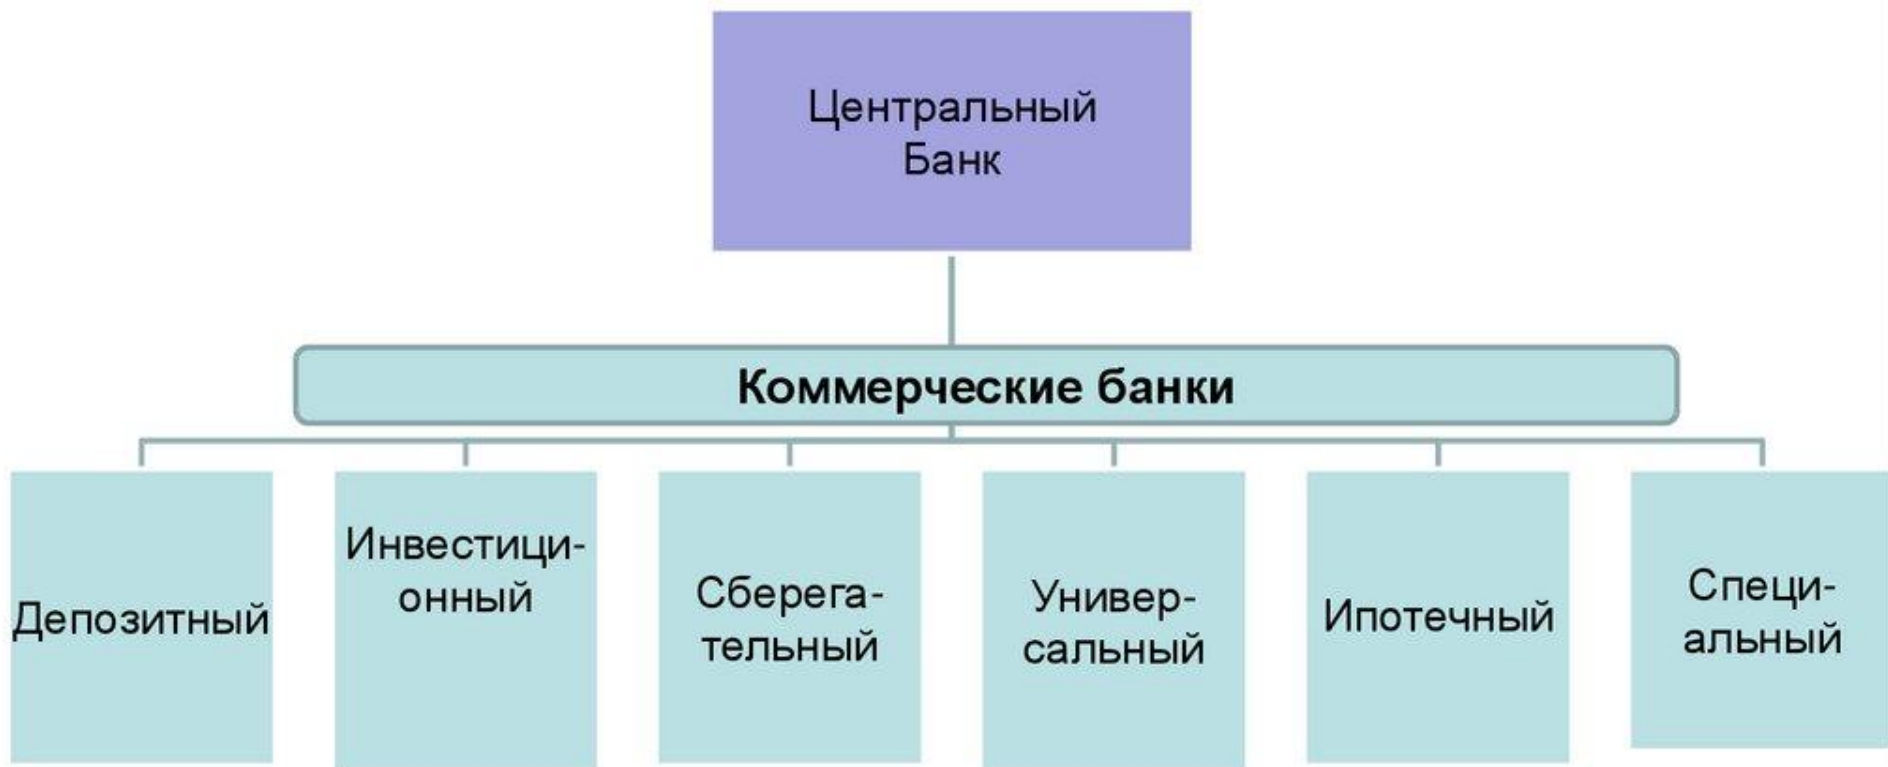 Центральный
Банк
Коммерческие банки
Депозитный
Инвестици-
онный
Сберега-
тельный
Универ-
сальный
Ипотечный
Специ-
альный